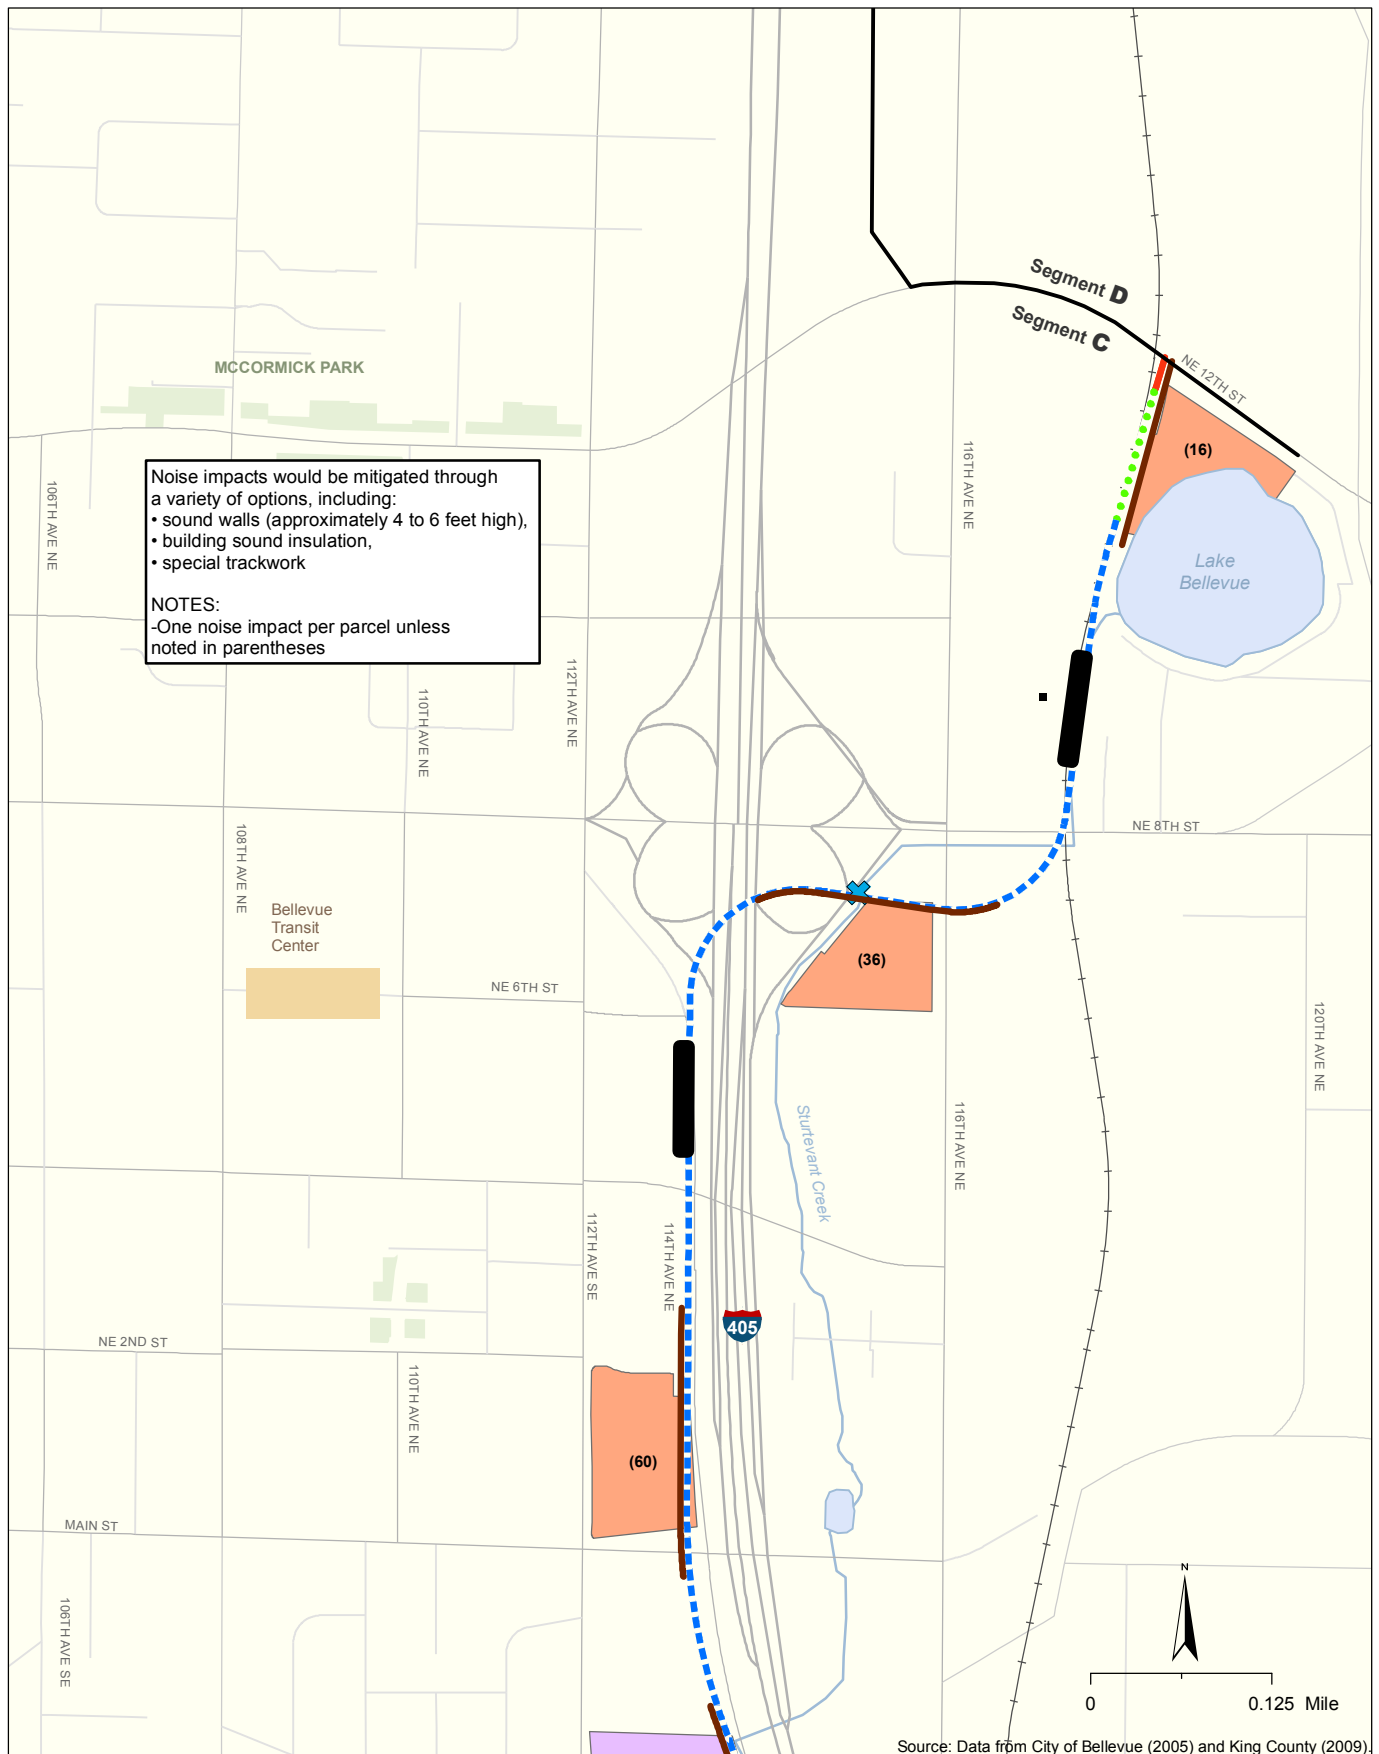 Segment D
Segment C
NE 12TH ST
MCCORMICK PARK
(16)
116TH AVE NE
106TH AVE NE
Noise impacts would be mitigated through
a variety of options, including:
• sound walls (approximately 4 to 6 feet high),
• building sound insulation,
• special trackwork
NOTES:
-One noise impact per parcel unless
noted in parentheses
Lake
Bellevue
112TH AVE NE
110TH AVE NE
NE 8TH ST
108TH AVE NE
Bellevue
Transit
Center
(36)
NE 6TH ST
120TH AVE NE
116TH AVE NE
Sturtevant Creek
112TH AVE SE
114TH AVE NE
405
NE 2ND ST
110TH AVE NE
(60)
MAIN ST
106TH AVE SE
N
0
0.125 Mile
Source: Data from City of Bellevue (2005) and King County (2009).